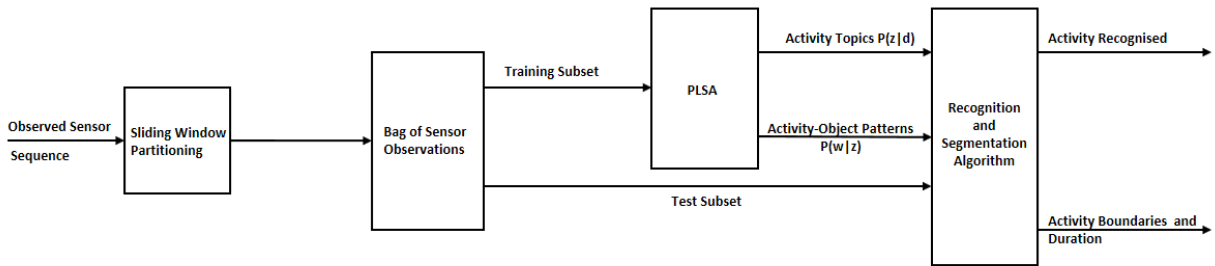 Observed Sensor
Sequence
Sliding Window
Partitioning
Bag of Sensor
Observations
Training Subset
Test Subset
PLSA
Activity Topics P(z|d)
Activity-Object Patterns
P(w|z)
Recognition
and
Segmentation
Algorithm
Activity Recognised
Activity Boundaries and
Duration